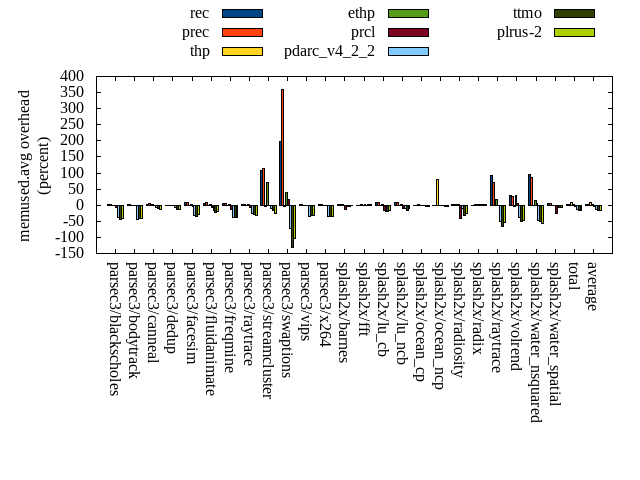 rec
prec
thp
ethp
prcl
pdarc_v4_2_2
ttmo
plrus-2
memused.avg overhead
(percent)
400
350
300
250
200
150
100
50
0
-50
-100
-150
parsec3/blackscholes
parsec3/bodytrack
parsec3/canneal
parsec3/dedup
parsec3/facesim
parsec3/fluidanimate
parsec3/freqmine
parsec3/raytrace
parsec3/streamcluster
parsec3/swaptions
parsec3/vips
parsec3/x264
splash2x/barnes
splash2x/fft
splash2x/lu_cb
splash2x/lu_ncb
splash2x/ocean_cp
splash2x/ocean_ncp
splash2x/radiosity
splash2x/radix
splash2x/raytrace
splash2x/volrend
splash2x/water_nsquared
splash2x/water_spatial
total
average